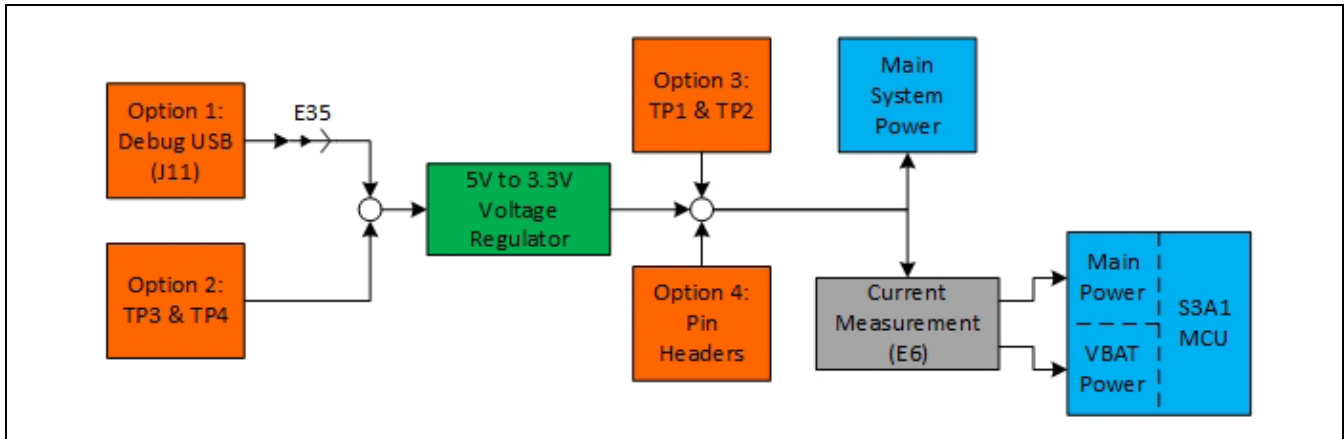 Option 1:
Debug USB
(J11)
E35
Option 2:
TP3 & TP4
5V to 3.3V
Voltage
Regulator
Option 3:
TP1 & TP2
Option 4:
Pin
Headers
Main
System
Power
Current
Measurement
(E6)
Main
Power
VBAT
Power
S3A1
MCU